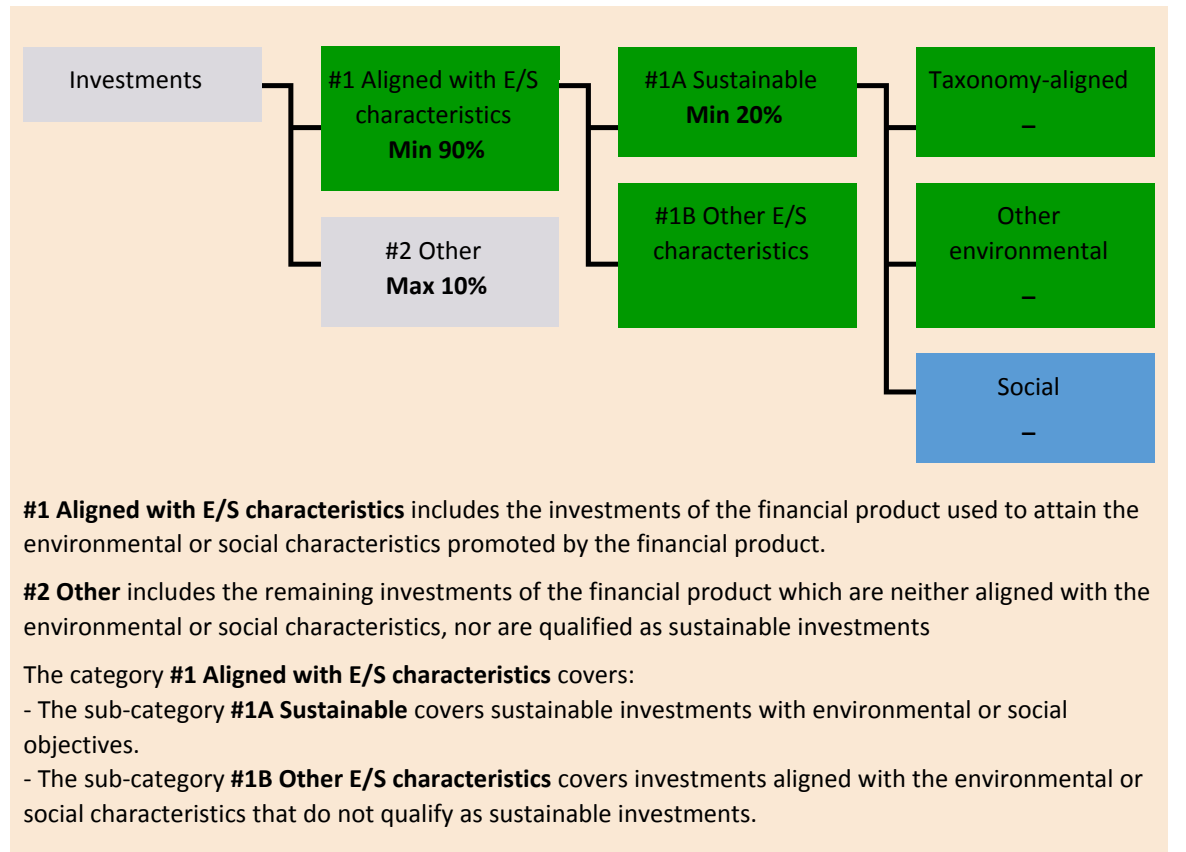 Investments
#1 Aligned with E/S
characteristics
Min 90%
#2 Other
Max 10%
#1A Sustainable
Min 20%
#1B Other E/S
characteristics
Taxonomy-aligned
–
Other
environmental
–
Social
–
#1 Aligned with E/S characteristics includes the investments of the financial product used to attain the
environmental or social characteristics promoted by the financial product.
#2 Other includes the remaining investments of the financial product which are neither aligned with the
environmental or social characteristics, nor are qualified as sustainable investments
The category #1 Aligned with E/S characteristics covers:
- The sub-category #1A Sustainable covers sustainable investments with environmental or social
objectives.
- The sub-category #1B Other E/S characteristics covers investments aligned with the environmental or
social characteristics that do not qualify as sustainable investments.